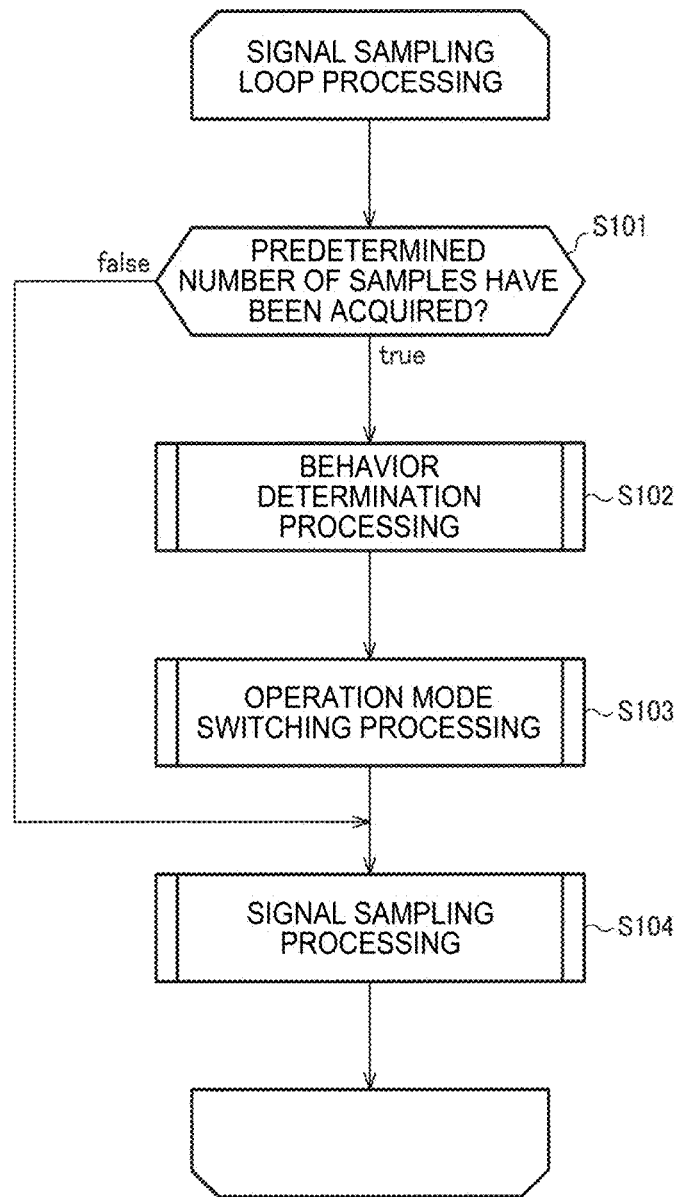 SIGNAL SAMPLING
LOOP PROCESSING
S101
PREDETERMINED
NUMBER OF SAMPLES HAVE
BEEN ACQUIRED?
false
true
BEHAVIOR
DETERMINATION
PROCESSING
S102
OPERATION MODE
SWITCHING PROCESSING
S103
SIGNAL SAMPLING
PROCESSING
S104